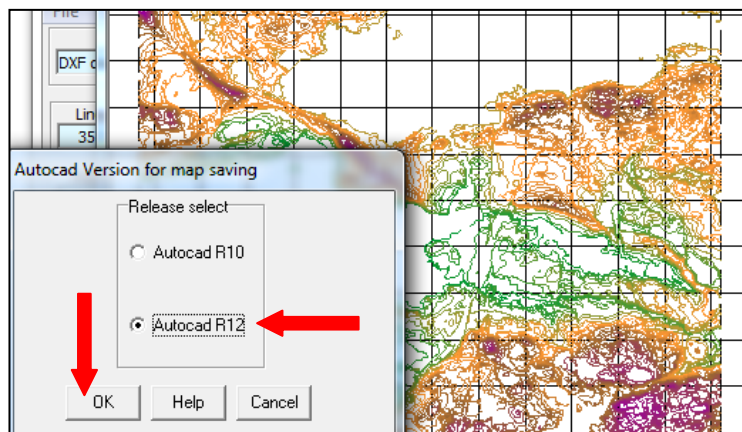 File
DXF
Lin
35
Autocad Version for map saving
Release select
Autocad R10
Autocad R12
OK
Help
Cancel